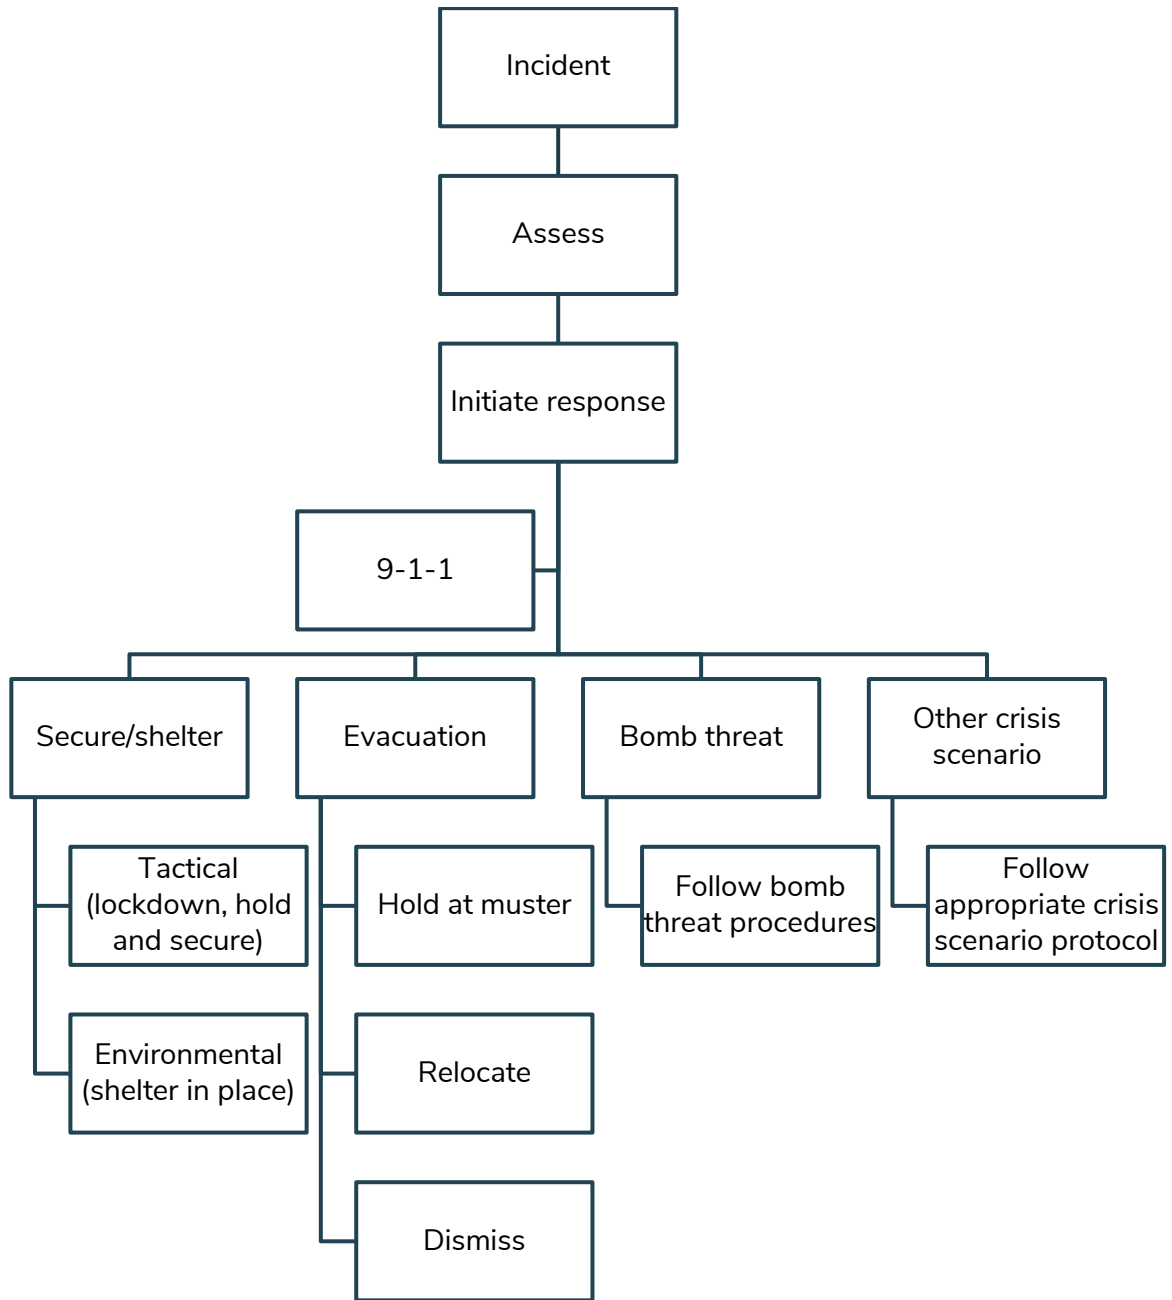 Incident
Assess
Initiate response
9-1-1
Secure/shelter
Evacuation
Bomb threat
Other crisis
scenario
Tactical
(lockdown, hold
and secure)
Hold at muster
Follow bomb
threat procedures
Follow
appropriate crisis
scenario protocol
Environmental
(shelter in place)
Relocate
Dismiss